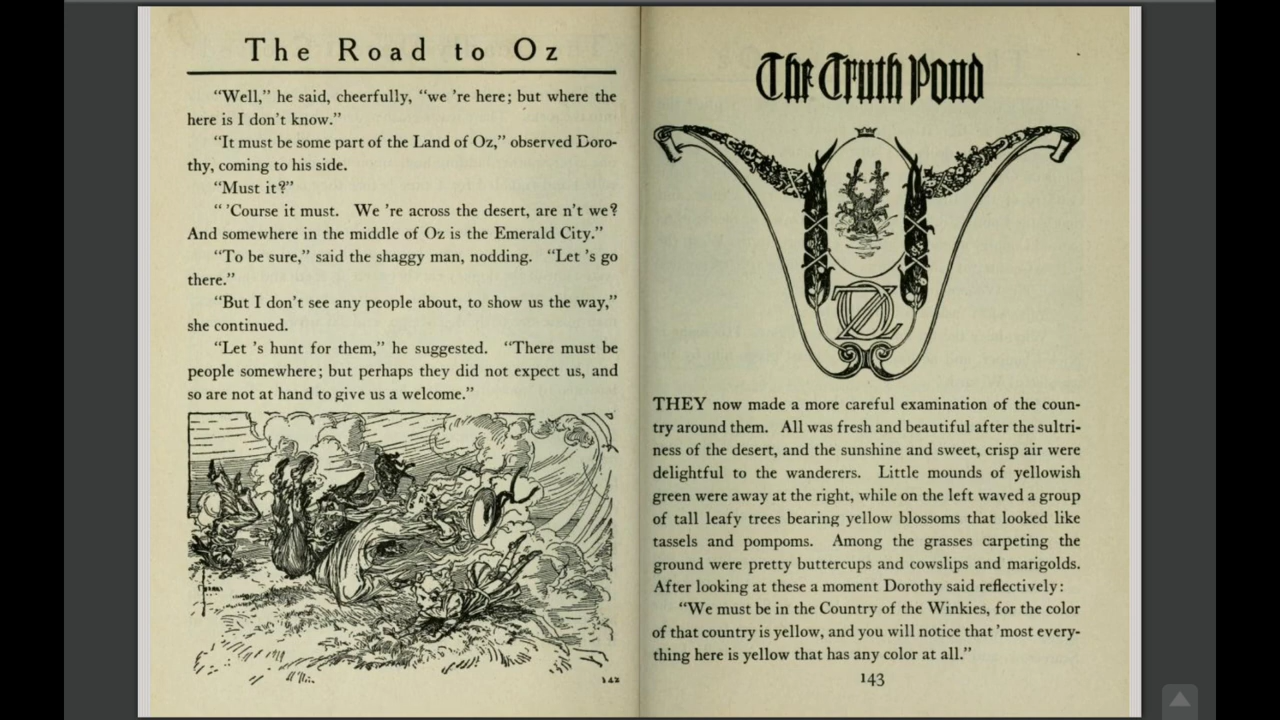 The Road to Oz
“Well,” he said, cheerfully, “we ’re here; but where the
here is I don’t know.”
“It must be some part of the Land of Oz,” observed Doro-
thy, coming to his side.
“Must it?”
“ ’Course it must. We ’re across the desert, are n’t we?
And somewhere in the middle of Oz is the Emerald City.”
“To be sure,” said the shaggy man, nodding. “Let ’s go
there.”
“But I don’t see any people about, to show us the way,”
she continued.
“Let ’s hunt for them,” he suggested. “There must be
people somewhere; but perhaps they did not expect us, and
so are not at hand to give us a welcome.”
142
The Truth Pond
OZ
THEY now made a more careful examination of the coun-
try around them. All was fresh and beautiful after the sultri-
ness of the desert, and the sunshine and sweet, crisp air were
delightful to the wanderers. Little mounds of yellowish
green were away at the right, while on the left waved a group
of tall leafy trees bearing yellow blossoms that looked like
tassels and pompoms. Among the grasses carpeting the
ground were pretty buttercups and cowslips and marigolds.
After looking at these a moment Dorothy said reflectively:
“We must be in the Country of the Winkies, for the color
of that country is yellow, and you will notice that ’most every-
thing here is yellow that has any color at all.”
143